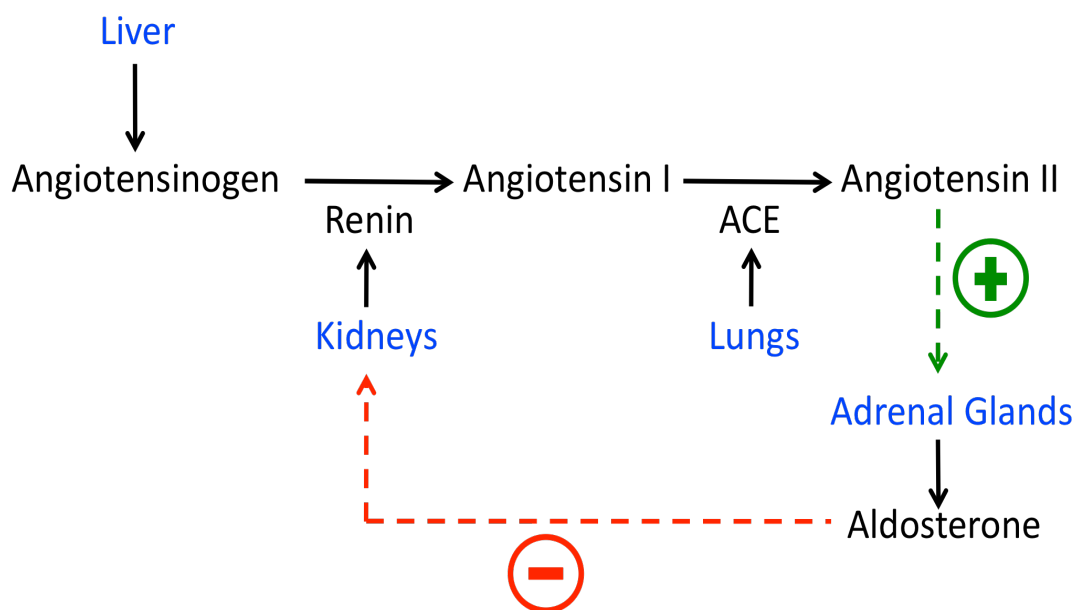 Liver
Angiotensinogen
Angiotensin I
Angiotensin II
Renin
ACE
Kidneys
Lungs
Adrenal Glands
Aldosterone